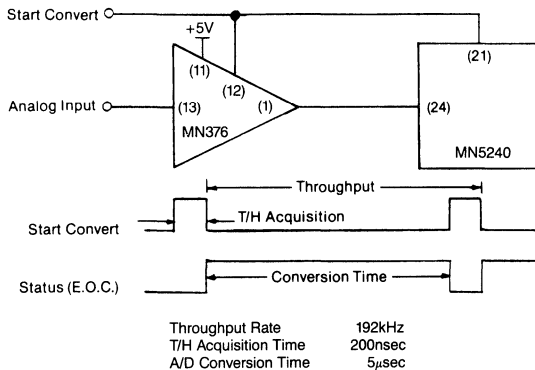 Start Convert
+5V
(11)
(12)
(21)
Analog Input
(13)
(1)
(24)
MN376
MN5240
Throughput
T/H Acquisition
Start Convert
Conversion Time
Status (E.O.C.)
Throughput Rate 192kHz
T/H Acquisition Time 200nsec
A/D Conversion Time 5μsec